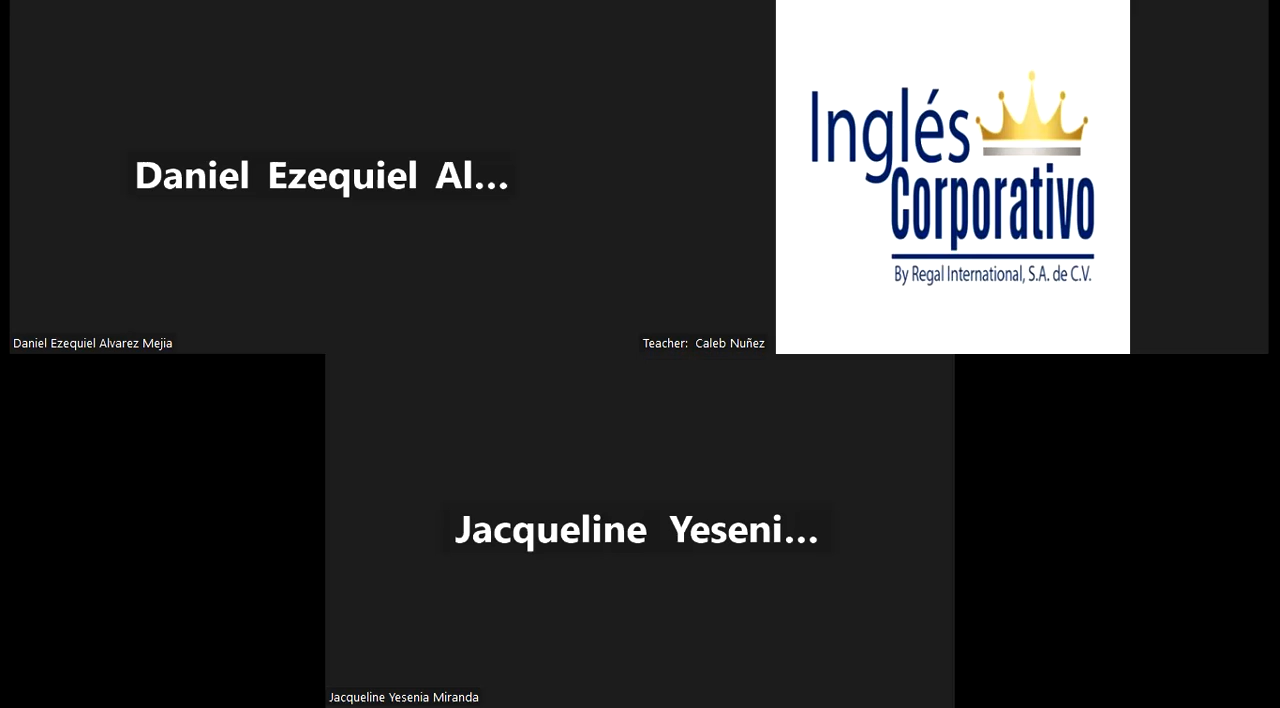 Daniel Ezequiel Al...
Daniel Ezequiel Alvarez Mejia
Inglés
Corporativo
By Regal International, S.A. de C.V.
Teacher: Caleb Nuñez
Jacqueline Yeseni...
Jacqueline Yesenia Miranda